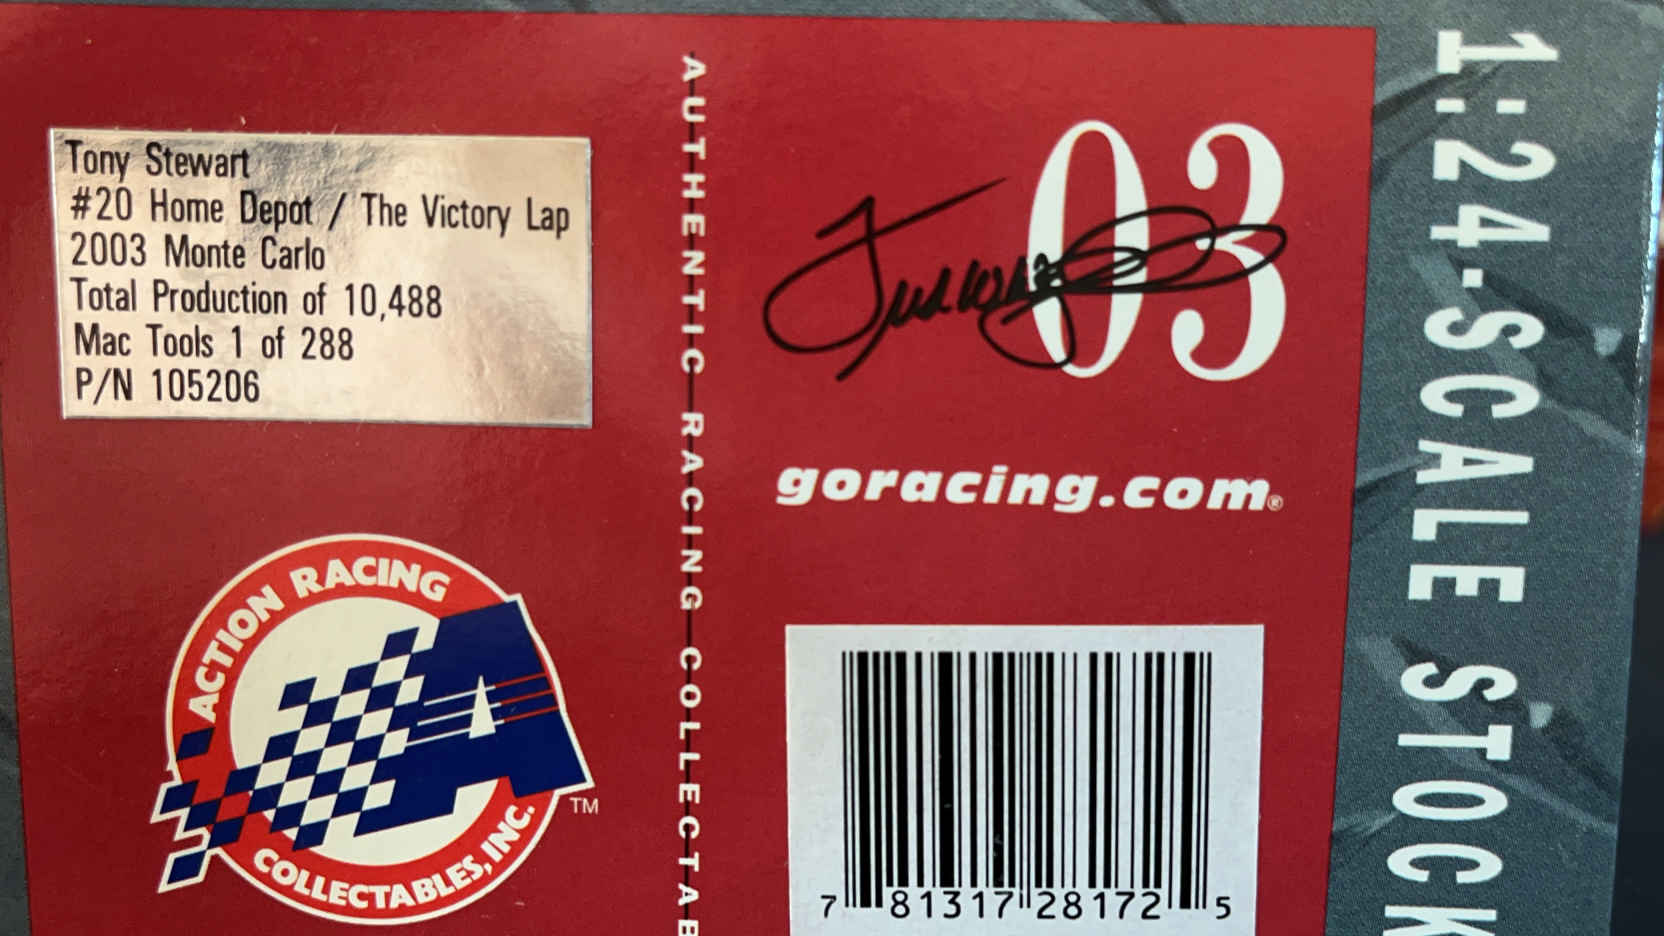 Tony Stewart
#20 Home Depot / The Victory Lap
2003 Monte Carlo
Total Production of 10,488
Mac Tools 1 of 288
P/N 105206
ACTION RACING
COLLECTABLES, INC.
TM
AUTHENTIC RACING COLLECTAB
03
goracing.com®
7 81317 28172 5
1:24-SCALE STOCK